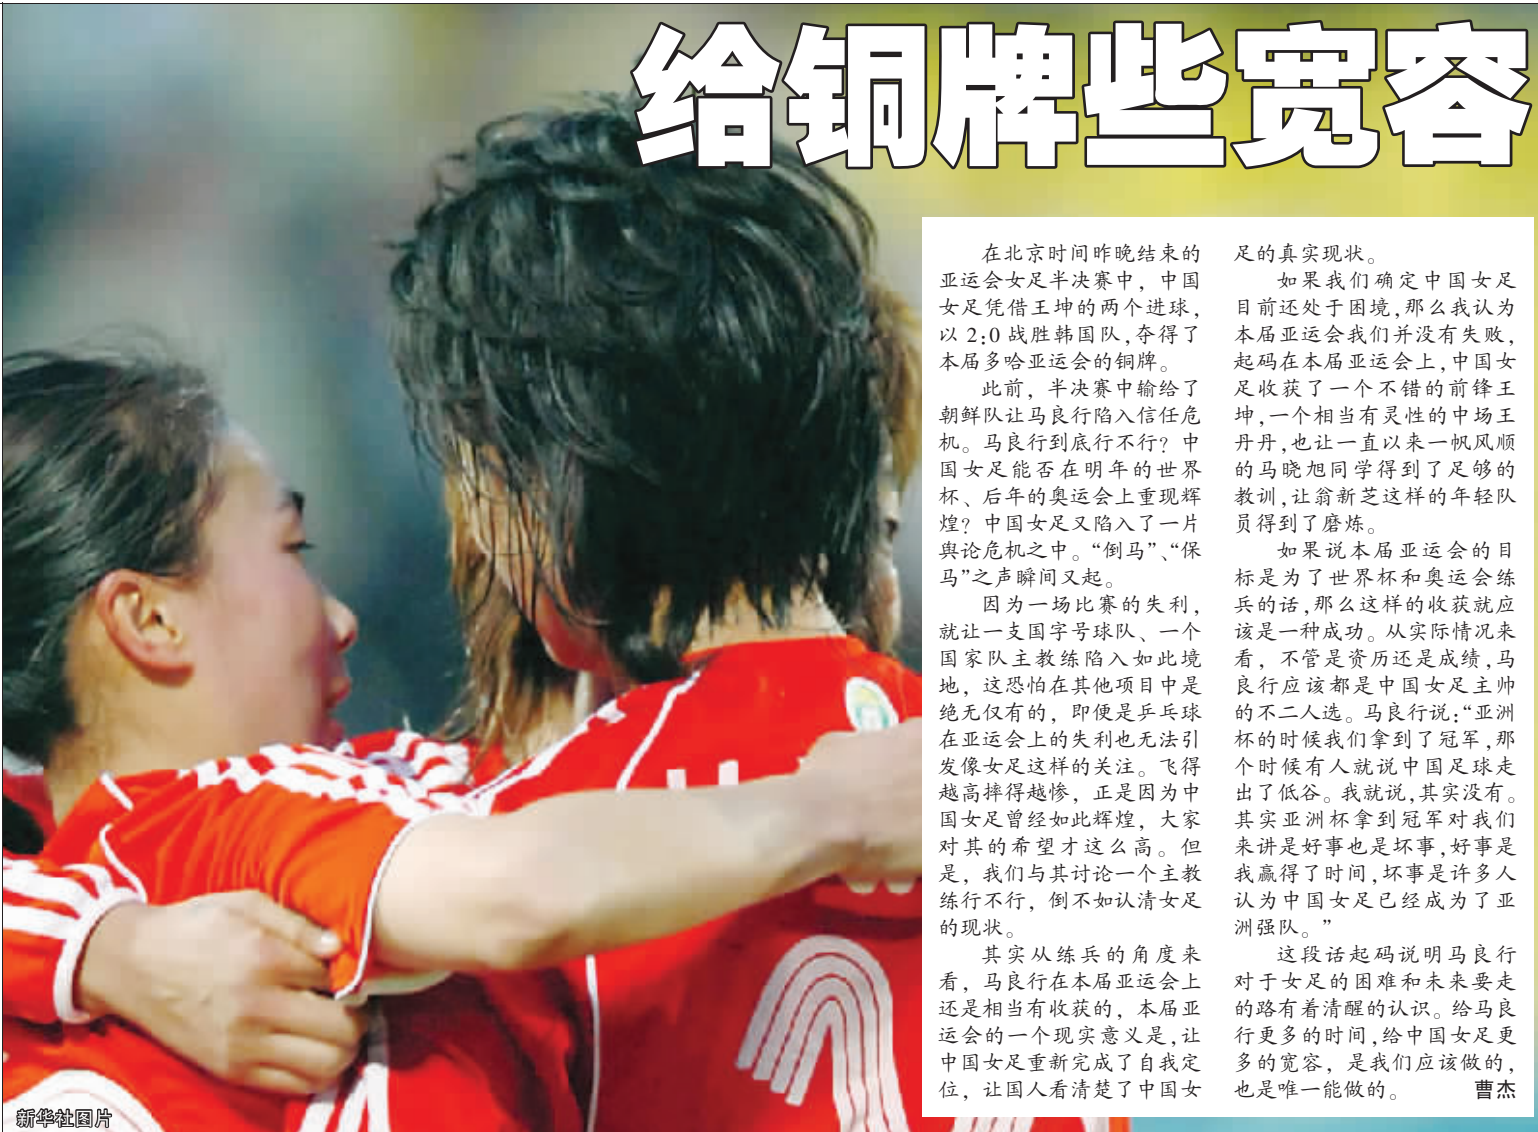 给铜牌些宽容
在北京时间昨晚结束的
亚运会女足半决赛中，中国
女足凭借王坤的两个进球，
以 2:0 战胜韩国队，夺得了
本届多哈亚运会的铜牌。
此前，半决赛中输给了
朝鲜队让马良行陷入信任危
机。马良行到底行不行？中
国女足能否在明年的世界
杯、后年的奥运会上重现辉
煌？中国女足又陷入了一片
舆论危机之中。“倒马”、“保
马”之声瞬间又起。
因为一场比赛的失利，
就让一支国字号球队、一个
国家队主教练陷入如此境
地，这恐怕在其他项目中是
绝无仅有的，即便是乒乓球
在亚运会上的失利也无法引
发像女足这样的关注。飞得
越高摔得越惨，正是因为中
国女足曾经如此辉煌，大家
对其的希望才这么高。但
是，我们与其讨论一个主教
练行不行，倒不如认清女足
的现状。
其实从练兵的角度来
看，马良行在本届亚运会上
还是相当有收获的，本届亚
运会的一个现实意义是，让
中国女足重新完成了自我定
位，让国人看清楚了中国女
足的真实现状。
如果我们确定中国女足
目前还处于困境，那么我认为
本届亚运会我们并没有失败，
起码在本届亚运会上，中国女
足收获了一个不错的前锋王
坤，一个相当有灵性的中场王
丹丹，也让一直以来一帆风顺
的马晓旭同学得到了足够的
教训，让翁新芝这样的年轻队
员得到了磨炼。
如果说本届亚运会的目
标是为了世界杯和奥运会练
兵的话，那么这样的收获就应
该是一种成功。从实际情况来
看，不管是资历还是成绩，马
良行应该都是中国女足主帅
的不二人选。马良行说：“亚洲
杯的时候我们拿到了冠军，那
个时候有人就说中国足球走
出了低谷。我就说，其实没有。
其实亚洲杯拿到冠军对我们
来讲是好事也是坏事，好事是
我赢得了时间，坏事是许多人
认为中国女足已经成为了亚
洲强队。”
这段话起码说明马良行
对于女足的困难和未来要走
的路有着清醒的认识。给马良
行更多的时间，给中国女足更
多的宽容，是我们应该做的，
也是唯一能做的。 曹杰
新华社图片